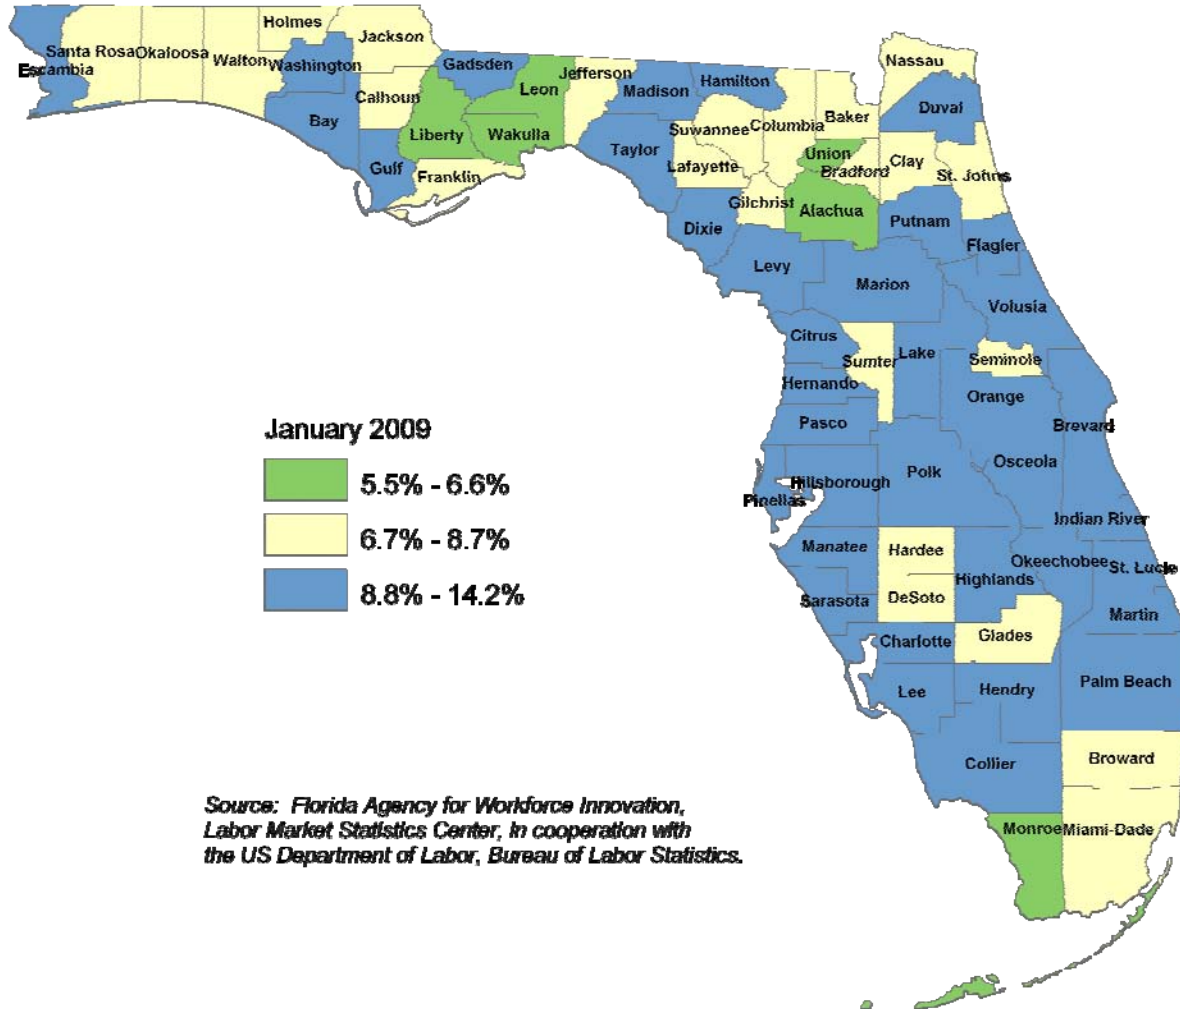 Holmes
Jackson
Santa Rosa
Okaloosa
Walton
Washington
Gadsden
Jefferson
Nassau
Escambia
Leon
Madison
Hamilton
Calhoun
Duval
Bay
Liberty
Wakulla
Suwannee
Columbia
Baker
Taylor
Union
Gulf
Franklin
Lafayette
Bradford
Clay
St. Johns
Gilchrist
Alachua
Dixie
Putnam
Flagler
Levy
Marion
Volusia
Citrus
Sumter
Lake
Seminole
Hernando
Orange
Pasco
Brevard
January 2009
Polk
Osceola
5.5% - 6.6%
Hillsborough
Pinellas
Indian River
6.7% - 8.7%
Manatee
Hardee
Okeechobee
St. Lucie
Highlands
8.8% - 14.2%
Sarasota
DeSoto
Martin
Charlotte
Glades
Lee
Hendry
Palm Beach
Collier
Broward
Source: Florida Agency for Workforce Innovation,
Labor Market Statistics Center, in cooperation with
the US Department of Labor, Bureau of Labor Statistics.
Monroe
Miami-Dade